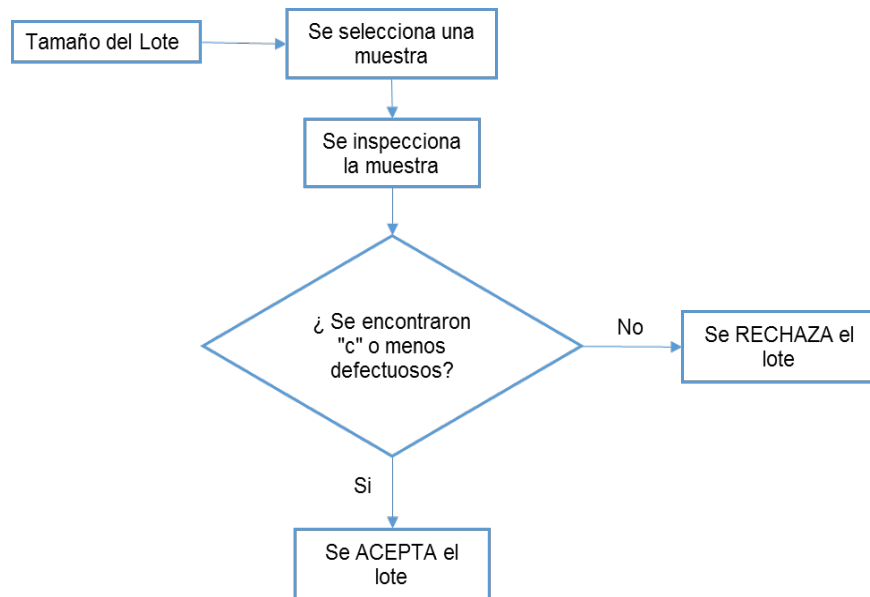 Tamaño del Lote
Se selecciona una
muestra
Se inspecciona
la muestra
¿ Se encontraron
"c" o menos
defectuosos?
No
Se RECHAZA el
lote
Si
Se ACEPTA el
lote